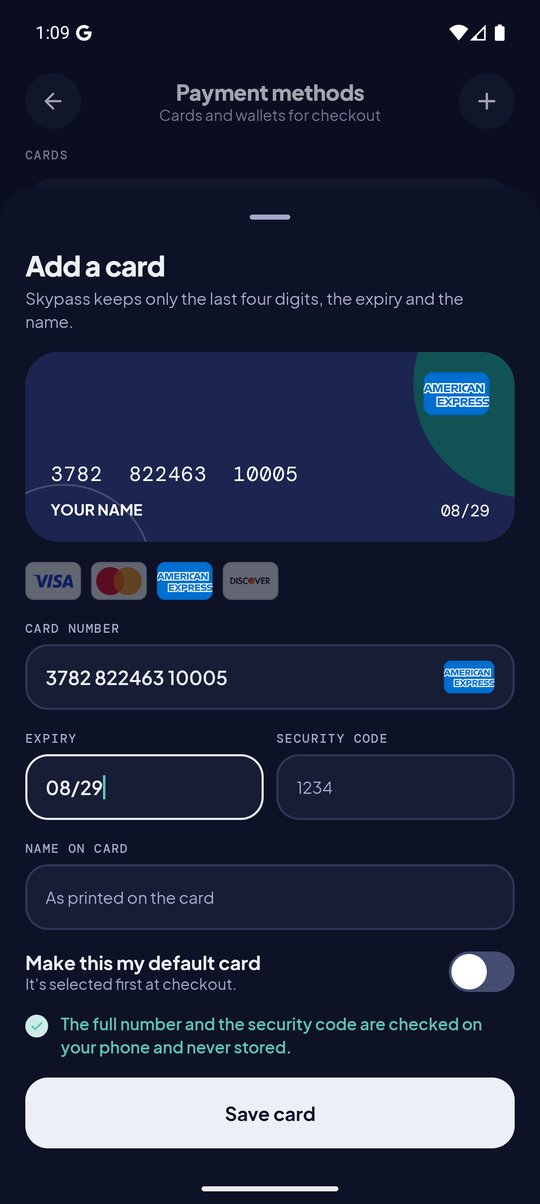 1:09 G
Payment methods
Cards and wallets for checkout
CARDS
Add a card
Skypass keeps only the last four digits, the expiry and the
name.
AMERICAN
EXPRESS
3782 822463 10005
YOUR NAME 08/29
VISA AMERICAN EXPRESS DISCOVER
CARD NUMBER
3782 822463 10005 AMERICAN EXPRESS
EXPIRY SECURITY CODE
08/29 1234
NAME ON CARD
As printed on the card
Make this my default card
It's selected first at checkout.
The full number and the security code are checked on
your phone and never stored.
Save card